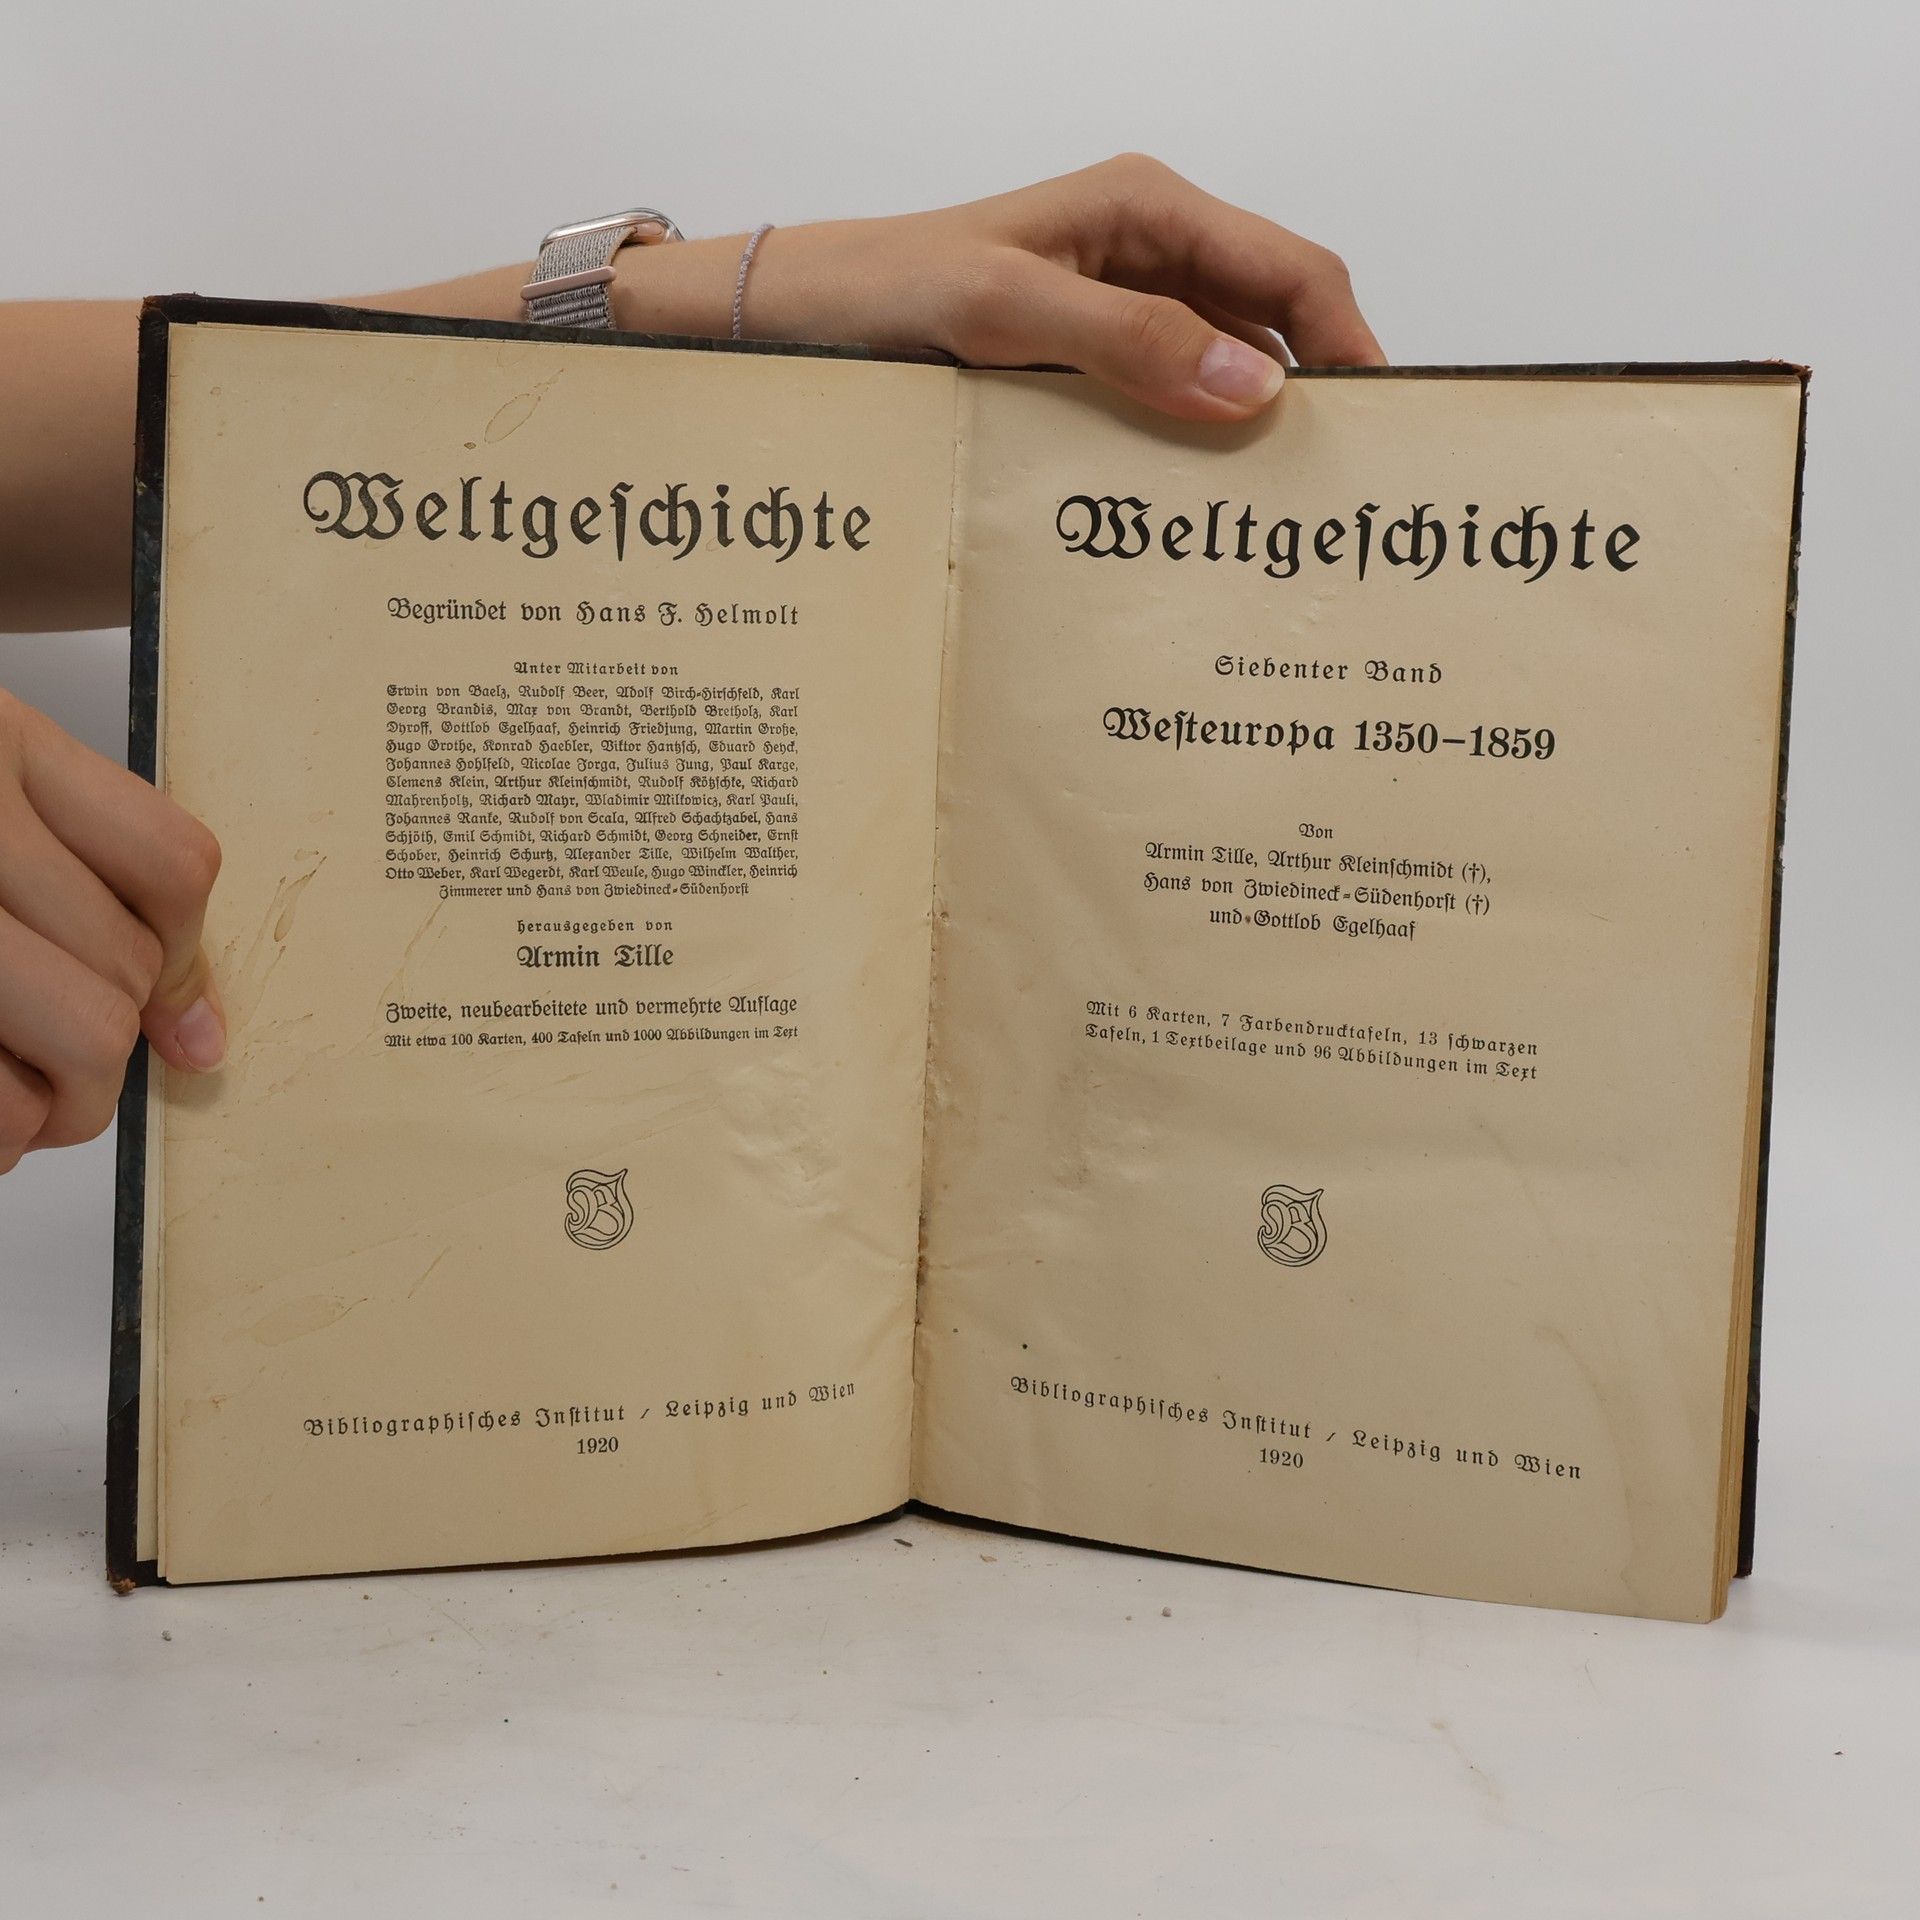 Weltgeſchichte
Begründet von Hans F. Helmolt
Unter Mitarbeit von
Erwin von Baelz, Rudolf Beer, Adolf Birch-Hirſchfeld, Karl
Georg Brandis, Max von Brandt, Berthold Bretholz, Karl
Dyroff, Gottlob Egelhaaf, Heinrich Friedjung, Martin Große,
Hugo Grothe, Konrad Haebler, Viktor Hantzſch, Eduard Heyck,
Johannes Hohlfeld, Nicolae Jorga, Julius Jung, Paul Karge,
Clemens Klein, Arthur Kleinſchmidt, Rudolf Kötzſchke, Richard
Mahrenholtz, Richard Mayr, Wladimir Milkowicz, Karl Pauli,
Johannes Ranke, Rudolf von Scala, Alfred Schachtzabel, Hans
Schjöth, Emil Schmidt, Richard Schmidt, Georg Schneider, Ernſt
Schober, Heinrich Schurtz, Alexander Tille, Wilhelm Walther,
Otto Weber, Karl Wegerdt, Karl Weule, Hugo Winckler, Heinrich
Zimmerer und Hans von Zwiedineck-Südenhorſt
herausgegeben von
Armin Tille
Zweite, neubearbeitete und vermehrte Auflage
Mit etwa 100 Karten, 400 Tafeln und 1000 Abbildungen im Text
BI
Bibliographiſches Inſtitut / Leipzig und Wien
1920
Weltgeſchichte
Siebenter Band
Weſteuropa 1350–1859
Von
Armin Tille, Arthur Kleinſchmidt (†),
Hans von Zwiedineck-Südenhorſt (†)
und Gottlob Egelhaaf
Mit 6 Karten, 7 Farbendrucktafeln, 13 ſchwarzen
Tafeln, 1 Textbeilage und 96 Abbildungen im Text
BI
Bibliographiſches Inſtitut / Leipzig und Wien
1920